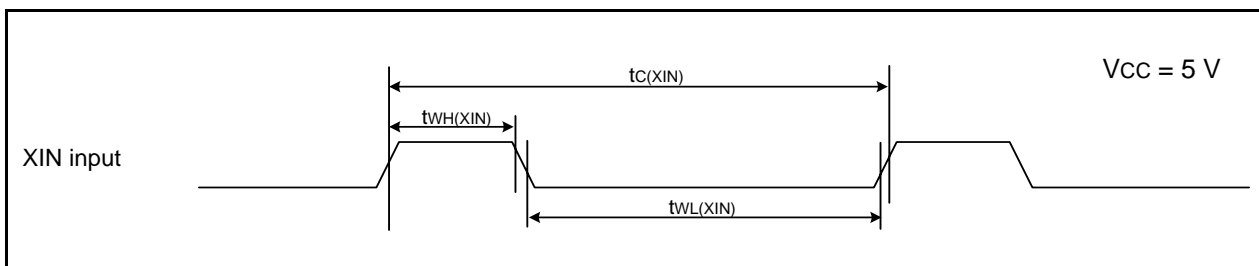 VCC = 5 V
tC(XIN)
tWH(XIN)
XIN input
tWL(XIN)